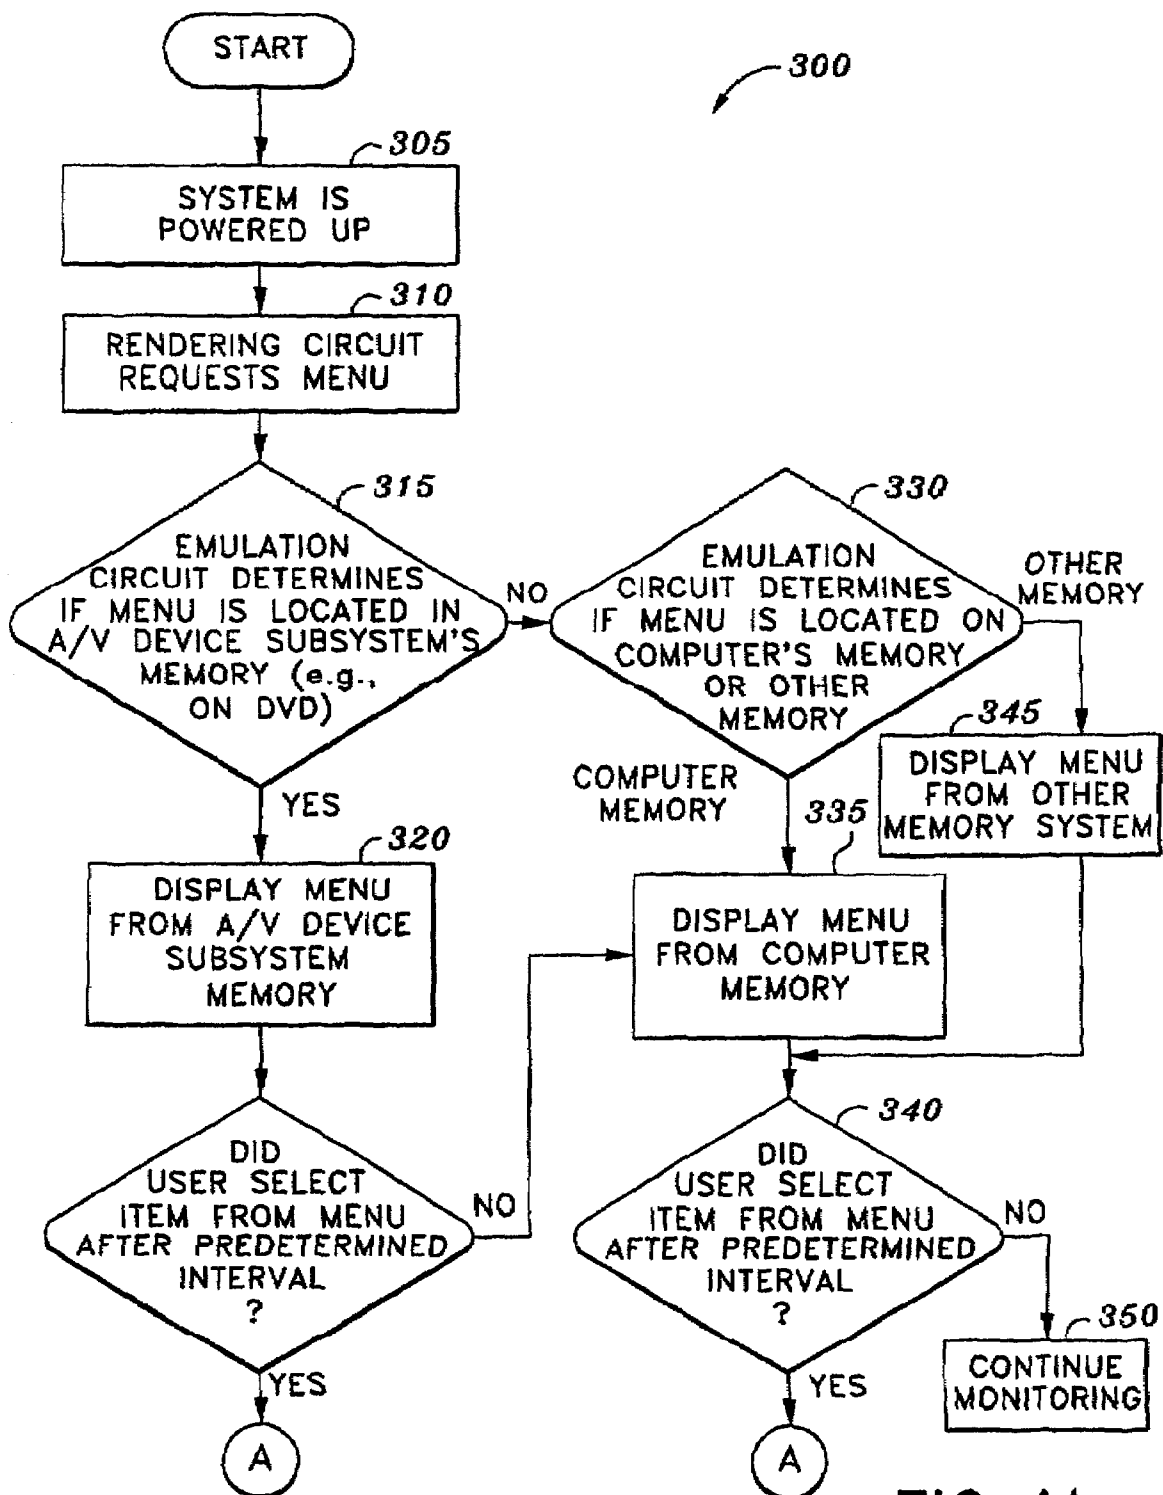 START
300
305
SYSTEM IS
POWERED UP
310
RENDERING CIRCUIT
REQUESTS MENU
315
EMULATION
CIRCUIT DETERMINES
IF MENU IS LOCATED IN
A/V DEVICE SUBSYSTEM'S
MEMORY (e.g.,
ON DVD)
NO
330
EMULATION
CIRCUIT DETERMINES
IF MENU IS LOCATED ON
COMPUTER'S MEMORY
OR OTHER
MEMORY
OTHER
MEMORY
345
DISPLAY MENU
FROM OTHER
MEMORY SYSTEM
YES
COMPUTER
MEMORY
335
320
DISPLAY MENU
FROM A/V DEVICE
SUBSYSTEM
MEMORY
DISPLAY MENU
FROM COMPUTER
MEMORY
DID
USER SELECT
ITEM FROM MENU
AFTER PREDETERMINED
INTERVAL
?
NO
340
DID
USER SELECT
ITEM FROM MENU
AFTER PREDETERMINED
INTERVAL
?
NO
350
CONTINUE
MONITORING
YES
YES
A
A